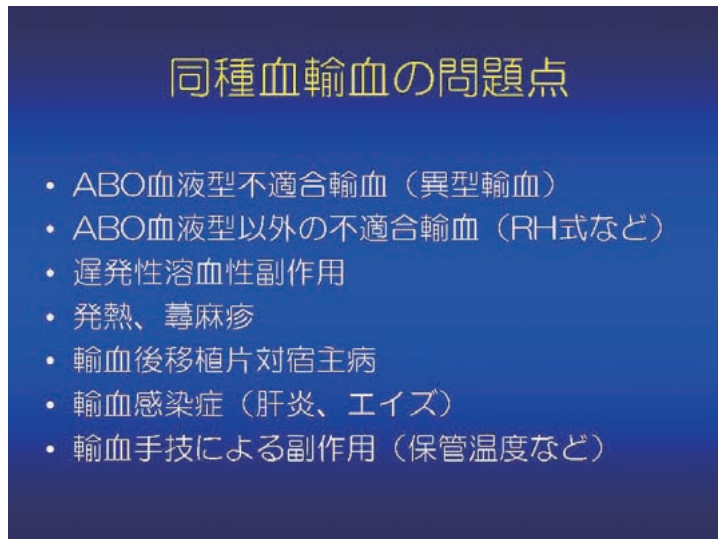 同種血輸血の問題点
• ABO血液型不適合輸血（異型輸血）
• ABO血液型以外の不適合輸血（RH式など）
• 遅発性溶血性副作用
• 発熱、蕁麻疹
• 輸血後移植片対宿主病
• 輸血感染症（肝炎、エイズ）
• 輸血手技による副作用（保管温度など）